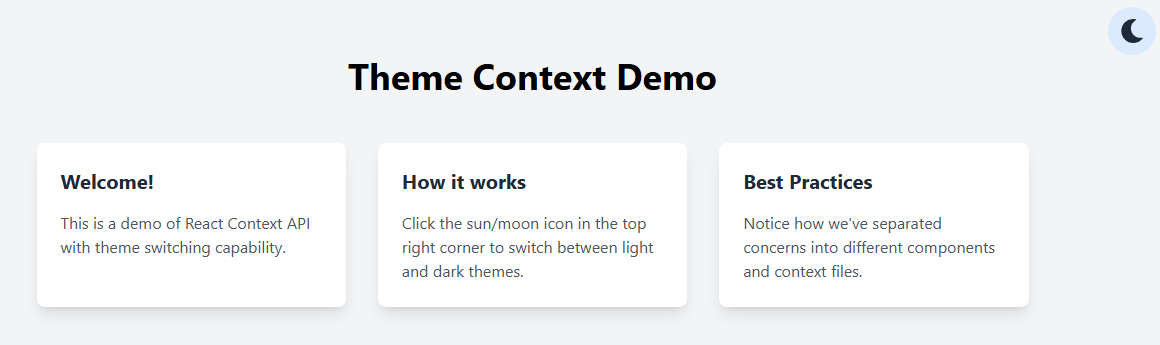 Theme Context Demo
Welcome!
This is a demo of React Context API
with theme switching capability.
How it works
Click the sun/moon icon in the top
right corner to switch between light
and dark themes.
Best Practices
Notice how we've separated
concerns into different components
and context files.